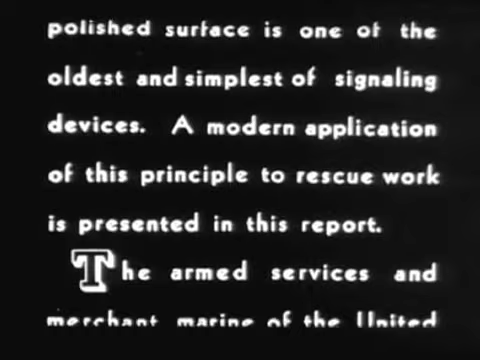 polished surface is one of the
oldest and simplest of signaling
devices. A modern application
of this principle to rescue work
is presented in this report.
The armed services and
merchant marine of the United